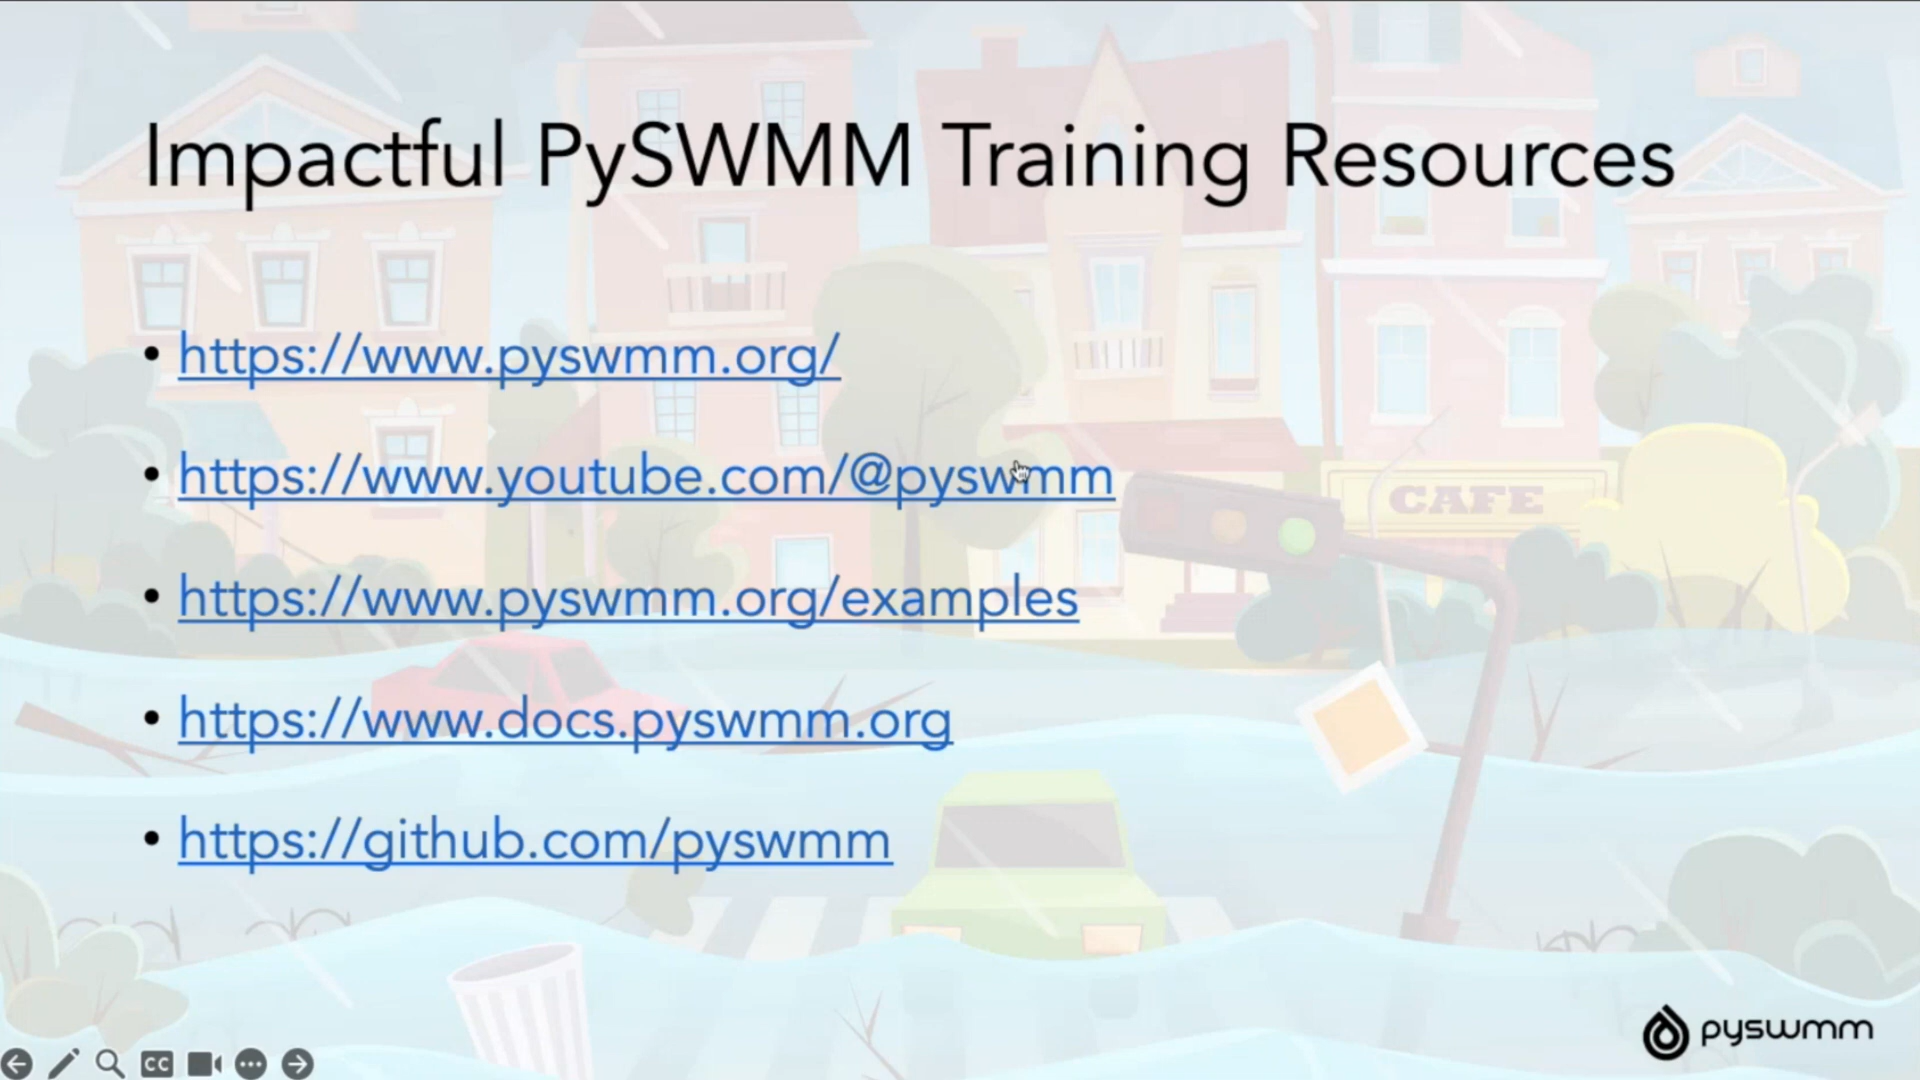 Impactful PySWMM Training Resources
• https://www.pyswmm.org/
• https://www.youtube.com/@pyswmm
• https://www.pyswmm.org/examples
• https://www.docs.pyswmm.org
• https://github.com/pyswmm
CAFE
pyswmm
CC